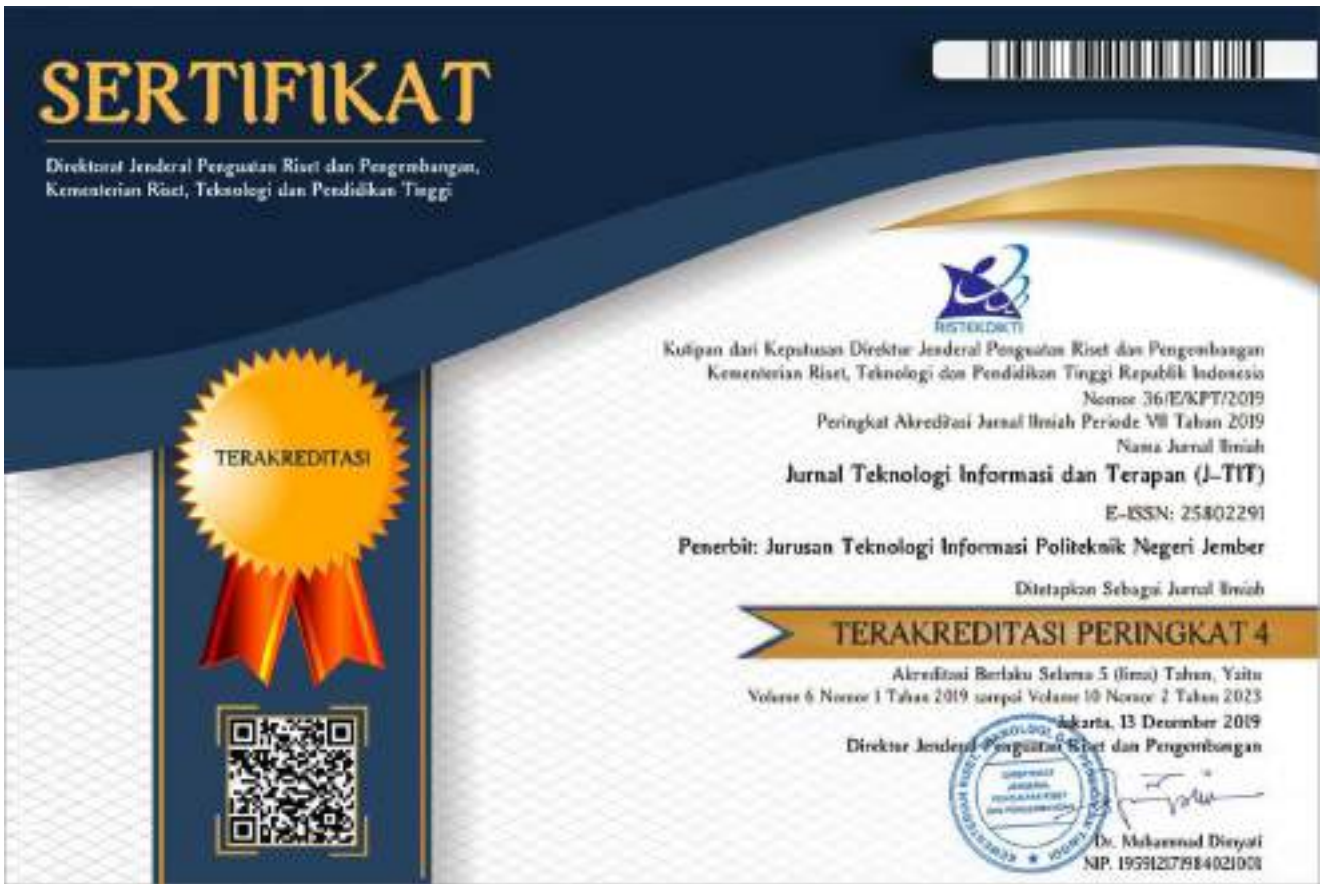 SERTIFIKAT
Direktorat Jenderal Penguatan Riset dan Pengembangan,
Kementerian Riset, Teknologi dan Pendidikan Tinggi
RISTEKDIKTI
Kutipan dari Keputusan Direktur Jenderal Penguatan Riset dan Pengembangan
Kementerian Riset, Teknologi dan Pendidikan Tinggi Republik Indonesia
Nomor 36/E/KPT/2019
Peringkat Akreditasi Jurnal Ilmiah Periode VII Tahun 2019
Nama Jurnal Ilmiah
Jurnal Teknologi Informasi dan Terapan (J-TIT)
E-ISSN: 25802291
Penerbit: Jurusan Teknologi Informasi Politeknik Negeri Jember
Ditetapkan Sebagai Jurnal Ilmiah
TERAKREDITASI PERINGKAT 4
Akreditasi Berlaku Selama 5 (lima) Tahun, Yaitu
Volume 6 Nomor 1 Tahun 2019 sampai Volume 10 Nomor 2 Tahun 2023
Jakarta, 13 Desember 2019
Direktur Jenderal Penguatan Riset dan Pengembangan
Dr. Muhammad Dimyati
NIP. 195912171984021001
TERAKREDITASI